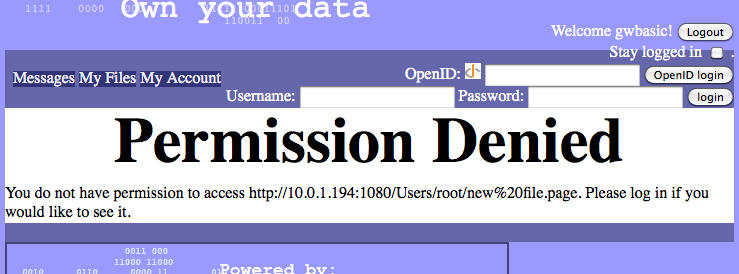 1111 0000
Own your data
110011 00
Welcome gwbasic! Logout
Stay logged in .
Messages My Files My Account
OpenID: OpenID login
Username: Password: login
Permission Denied
You do not have permission to access http://10.0.1.194:1080/Users/root/new%20file.page. Please log in if you
would like to see it.
0011 000
11000 11000
0010 0110 0000 11
Powered by: